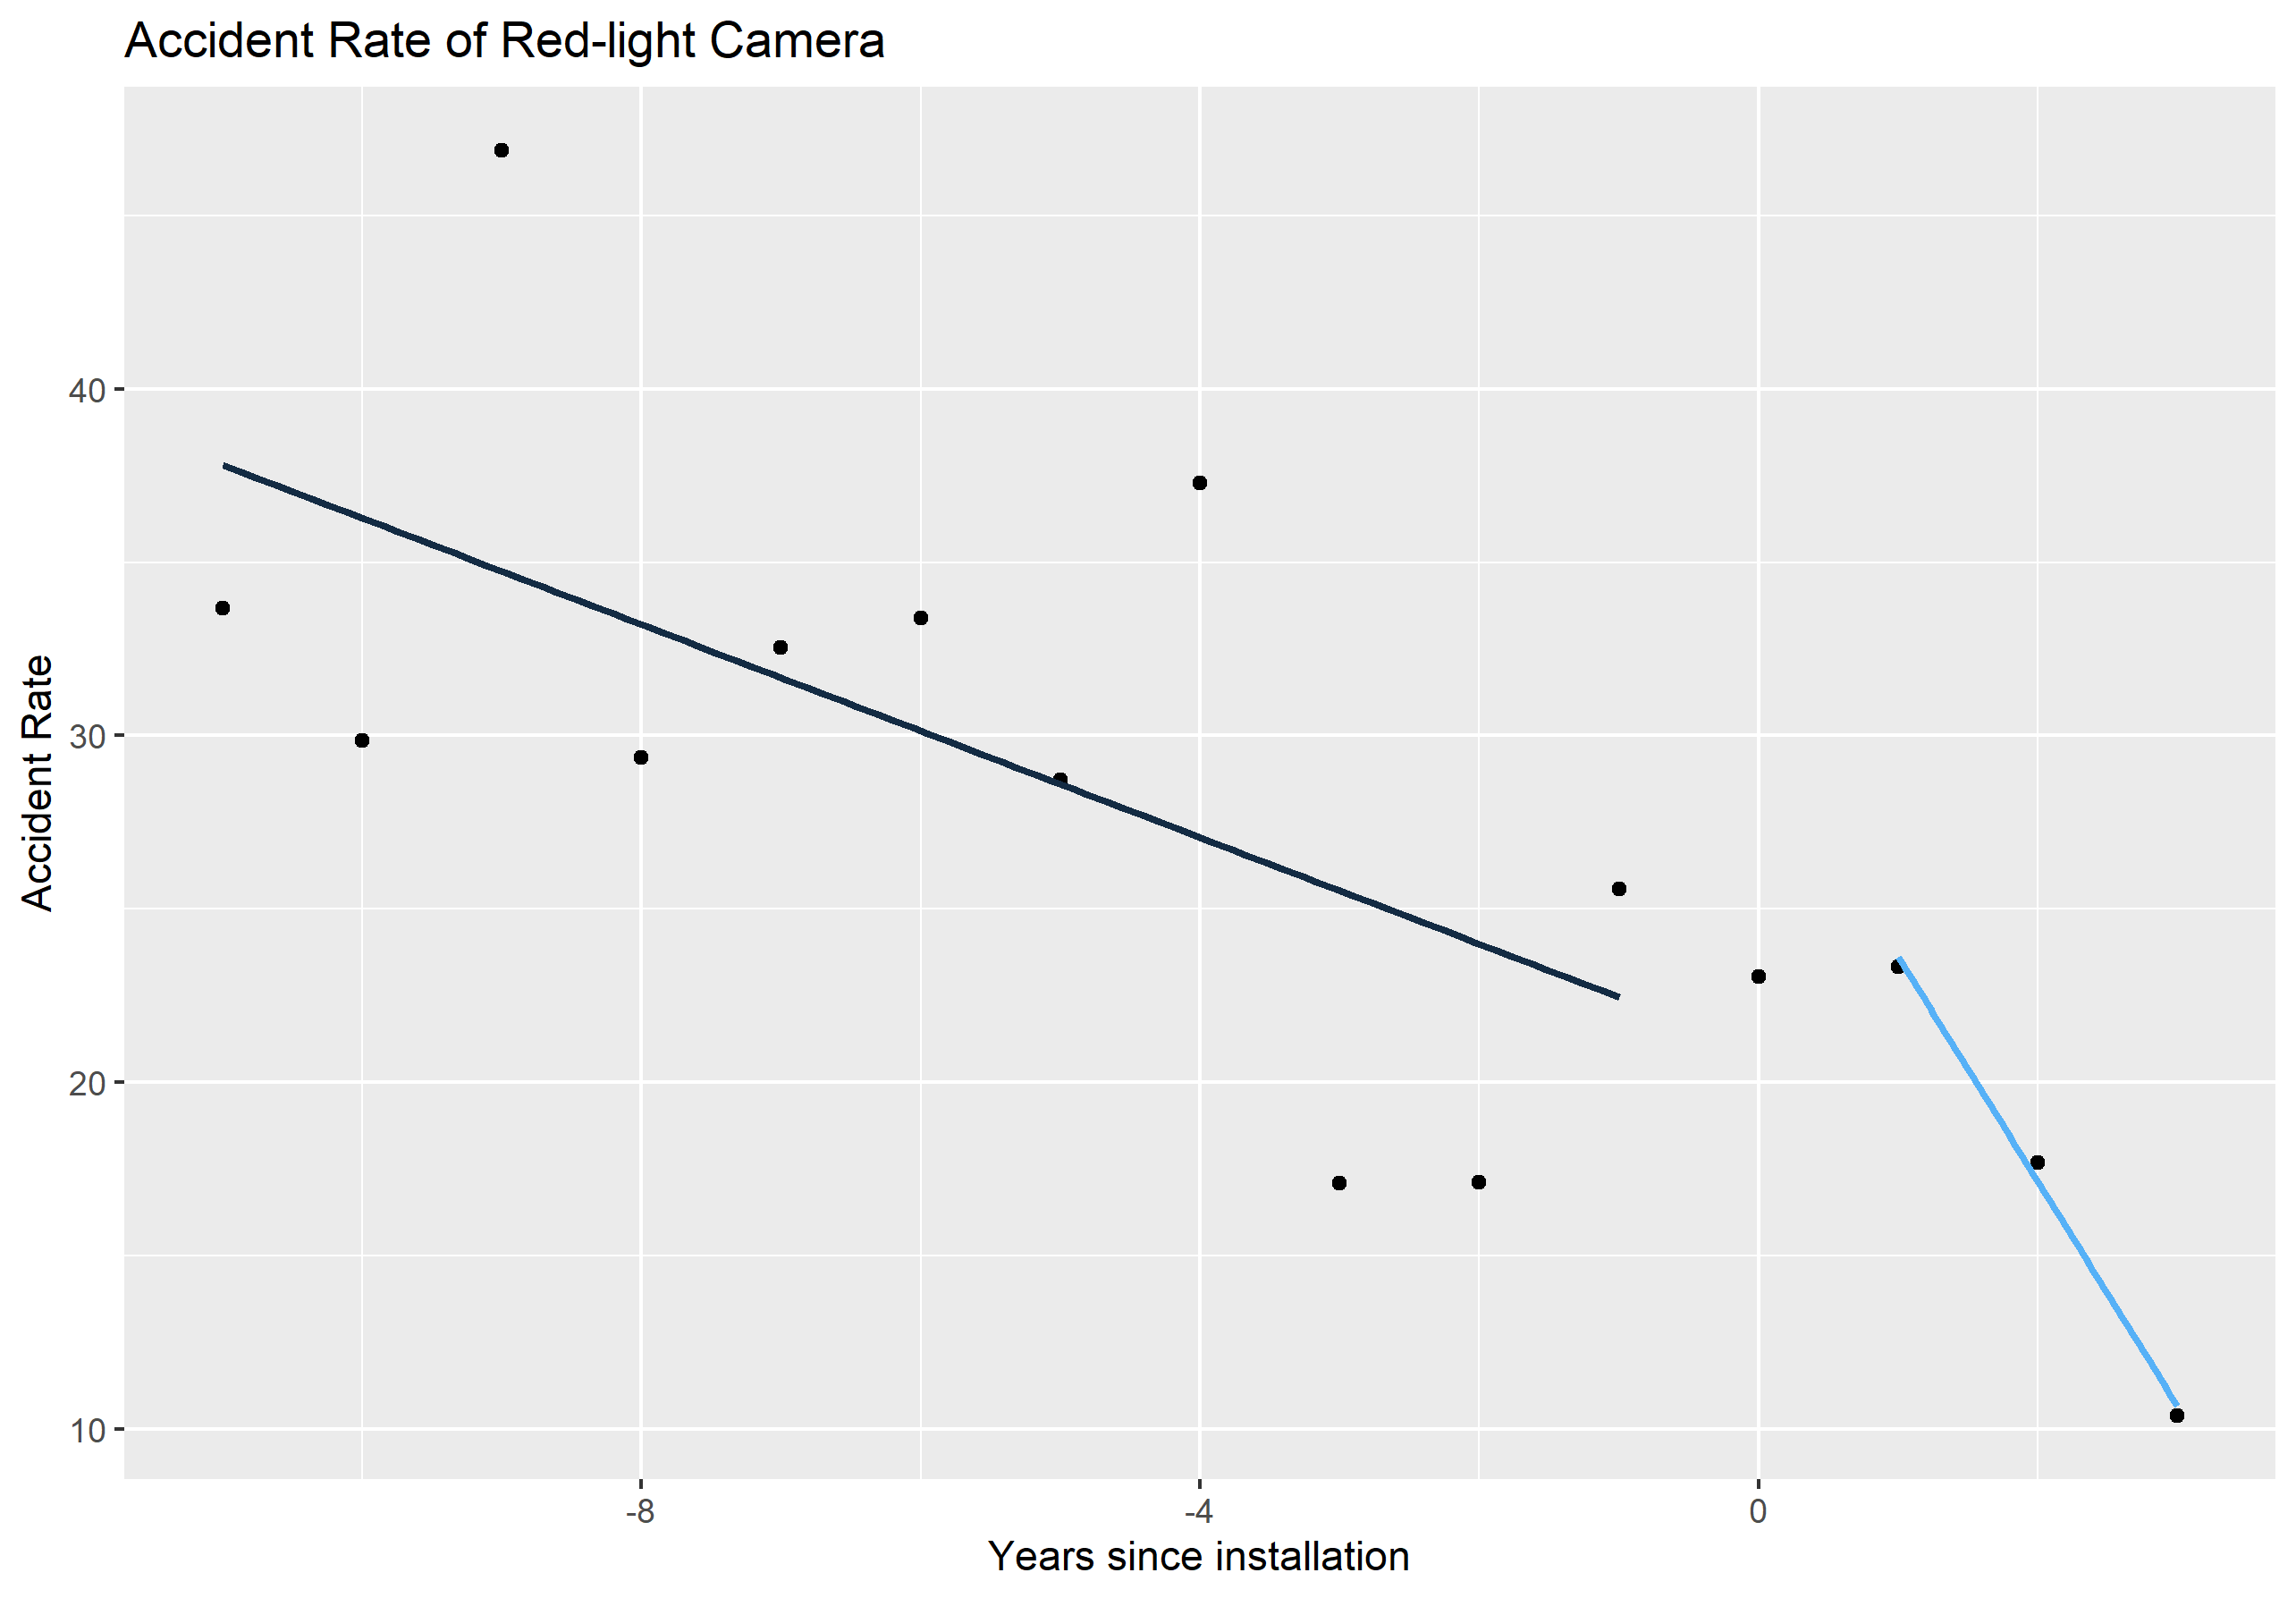 Accident Rate of Red-light Camera
Accident Rate
40
30
20
10
-8
-4
0
Years since installation